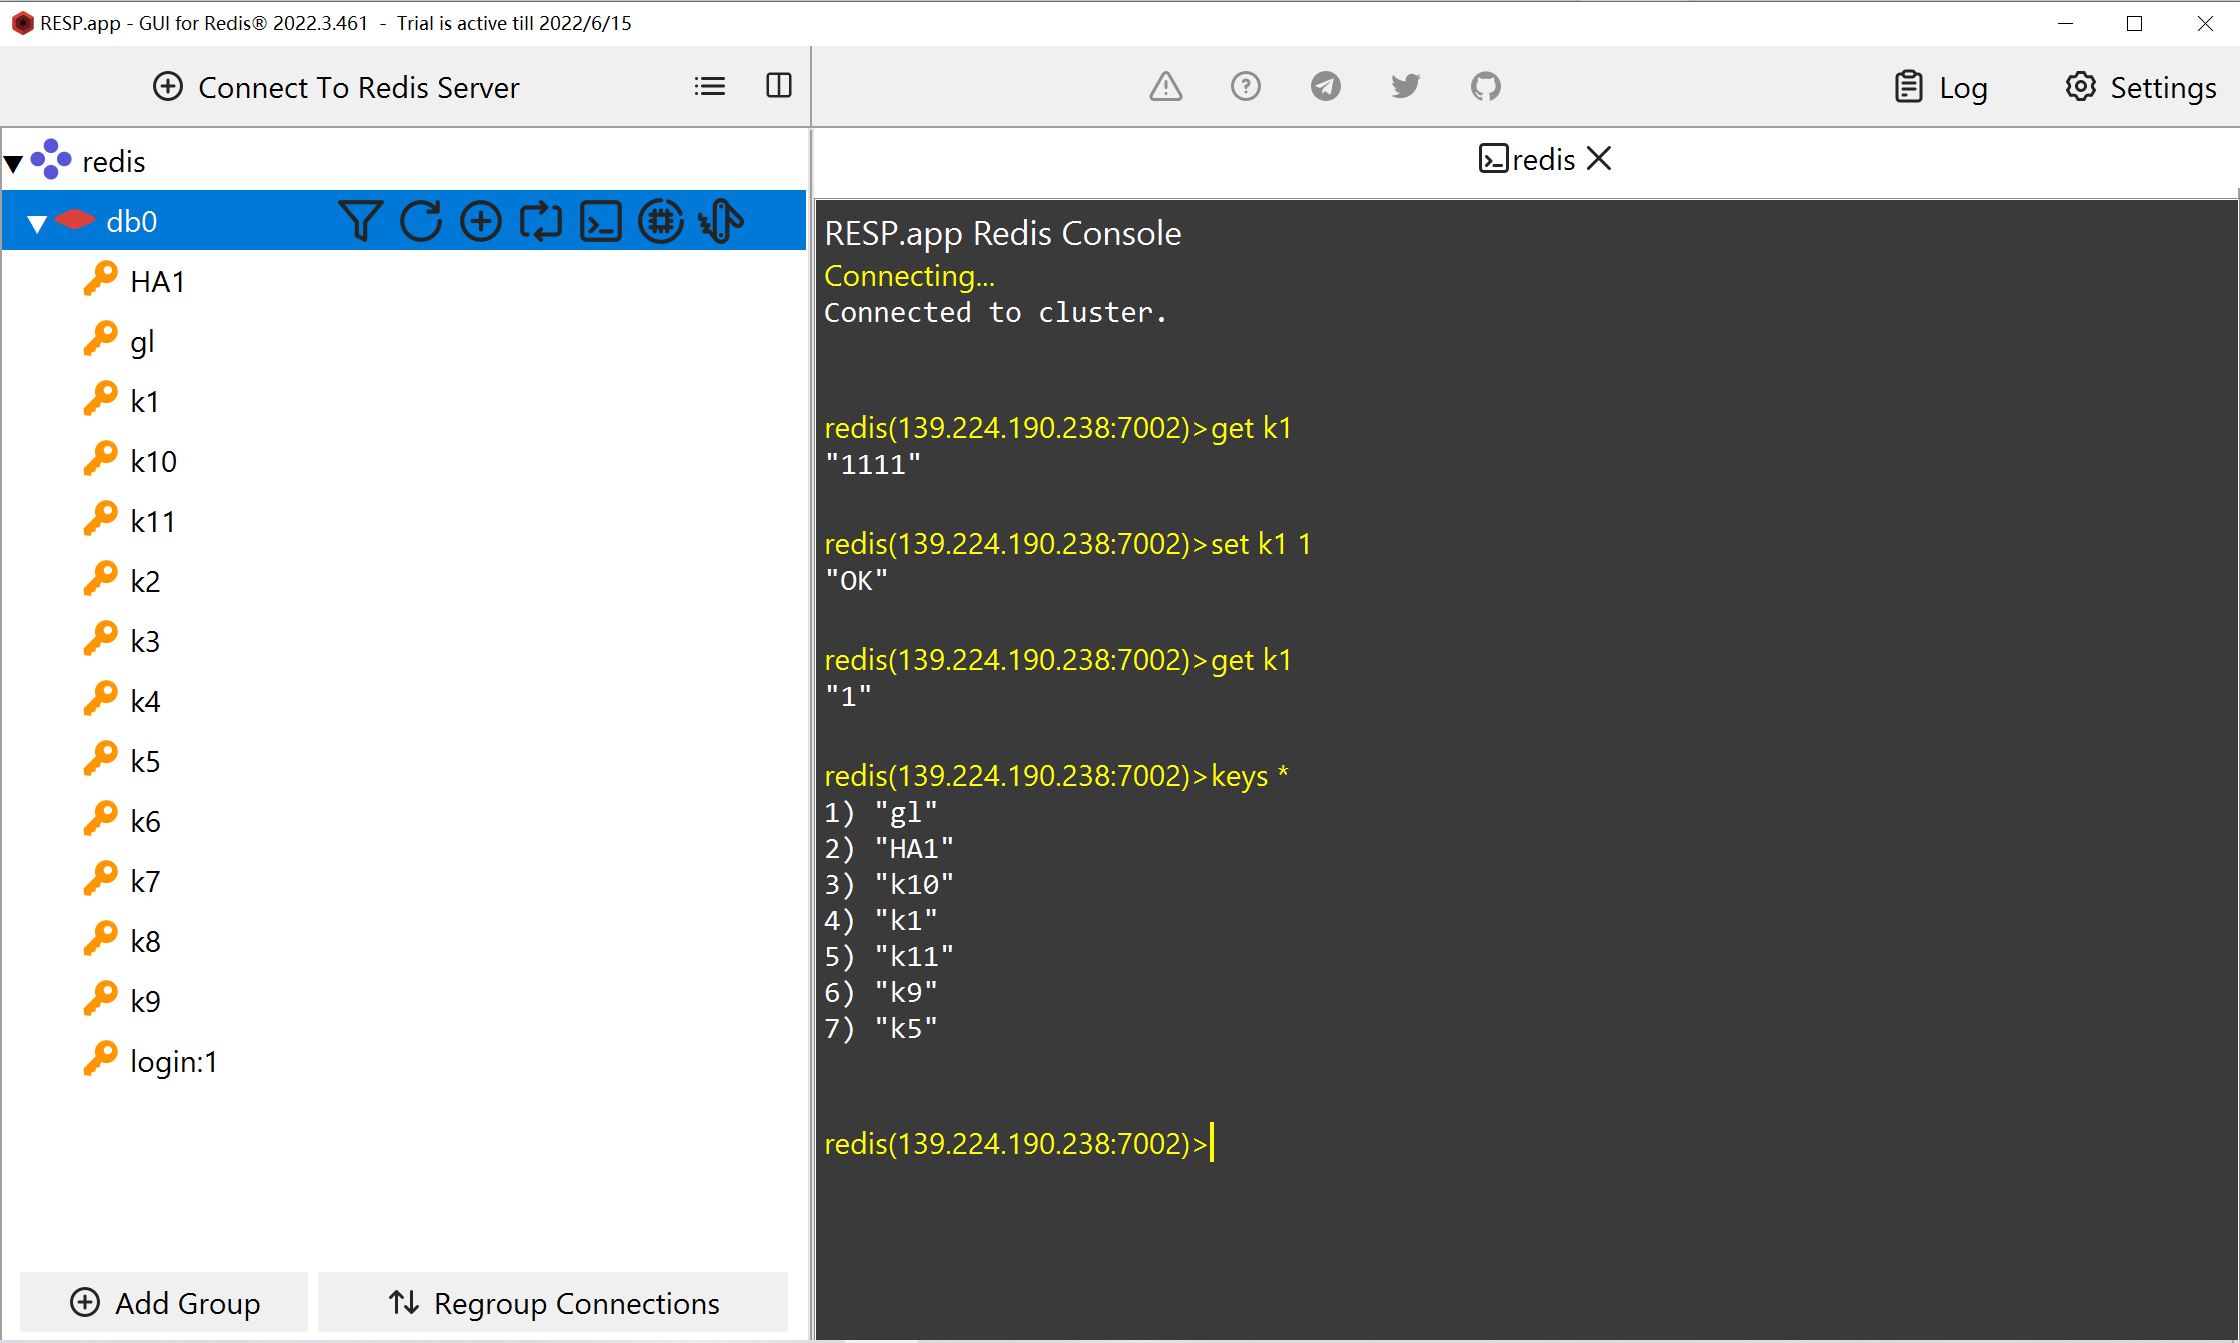 RESP.app - GUI for Redis® 2022.3.461 - Trial is active till 2022/6/15
Connect To Redis Server
Log
Settings
redis
db0
HA1
gl
k1
k10
k11
k2
k3
k4
k5
k6
k7
k8
k9
login:1
Add Group
Regroup Connections
redis
RESP.app Redis Console
Connecting...
Connected to cluster.
redis(139.224.190.238:7002)>get k1
"1111"
redis(139.224.190.238:7002)>set k1 1
"OK"
redis(139.224.190.238:7002)>get k1
"1"
redis(139.224.190.238:7002)>keys *
1) "gl"
2) "HA1"
3) "k10"
4) "k1"
5) "k11"
6) "k9"
7) "k5"
redis(139.224.190.238:7002)>